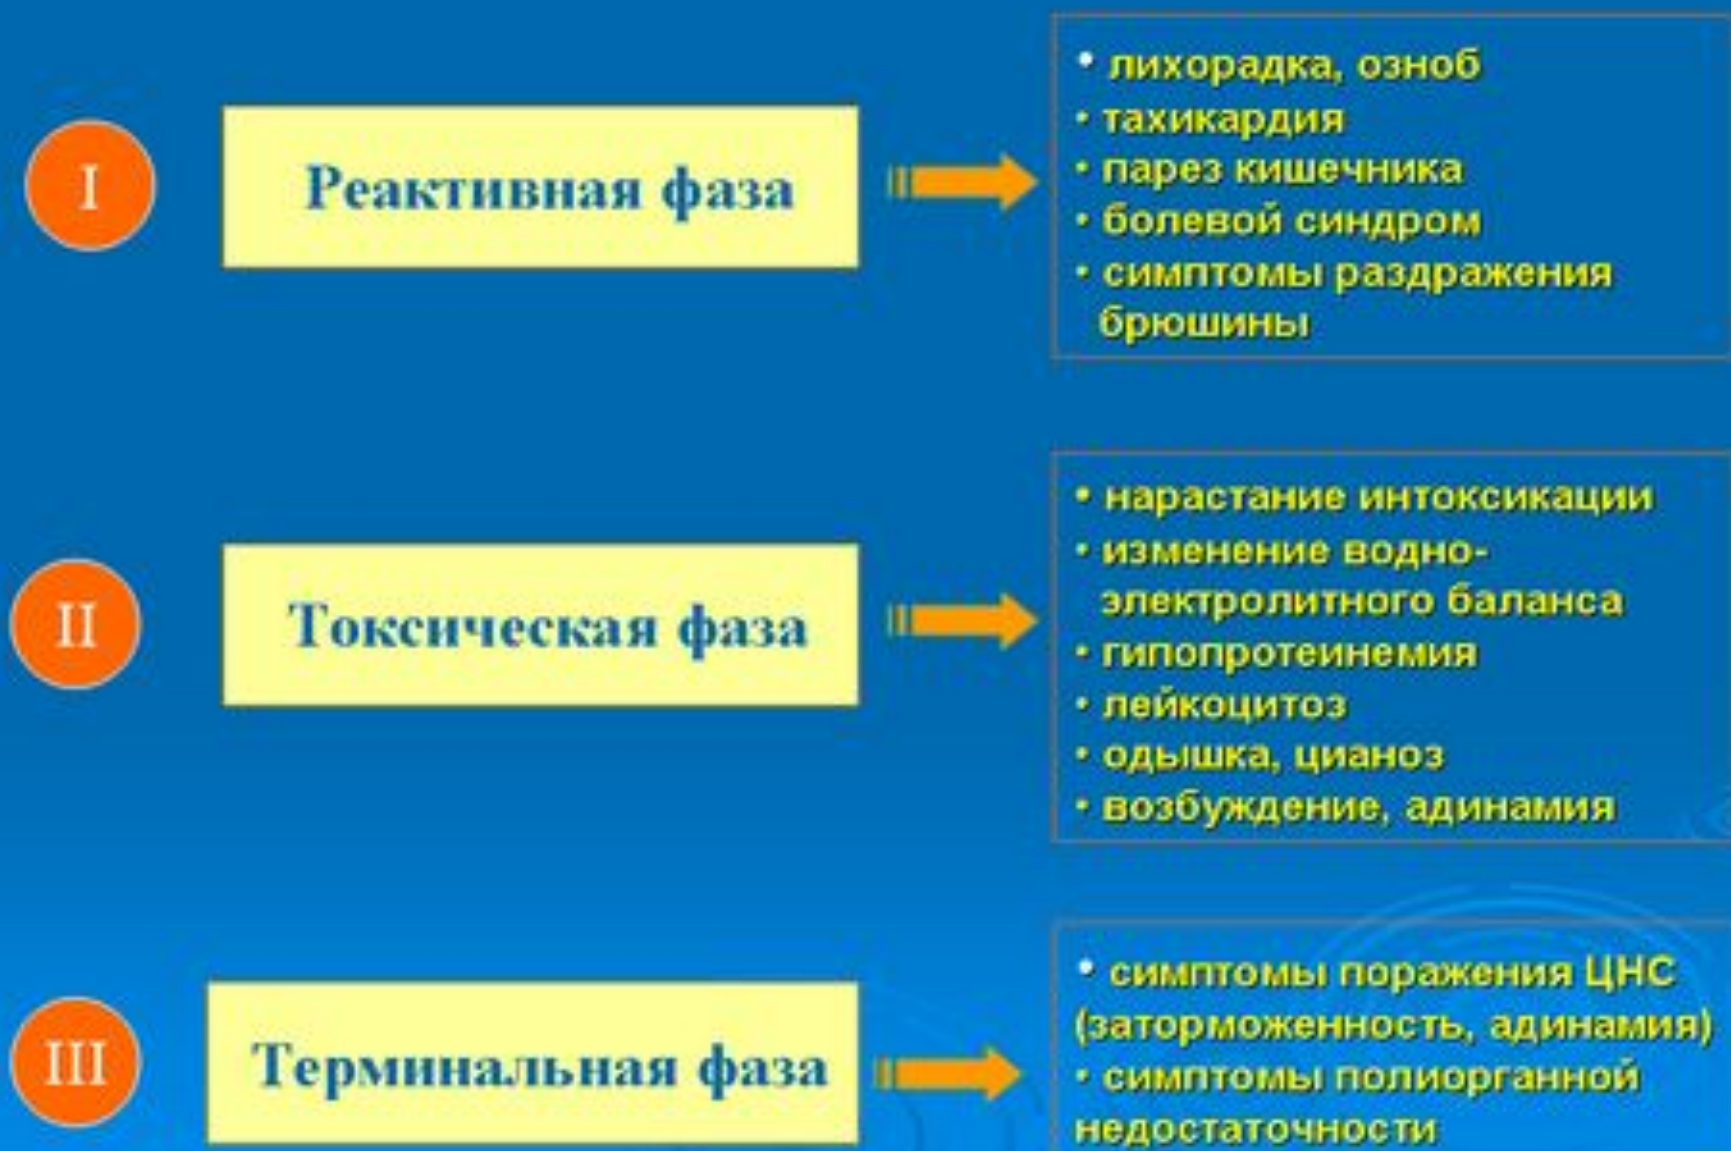 I
Реактивная фаза
• лихорадка, озноб
• тахикардия
• парез кишечника
• болевой синдром
• симптомы раздражения
брюшины
II
Токсическая фаза
• нарастание интоксикации
• изменение водно-
электролитного баланса
• гипопротеинемия
• лейкоцитоз
• одышка, цианоз
• возбуждение, адинамия
III
Терминальная фаза
• симптомы поражения ЦНС
(заторможенность, адинамия)
• симптомы полиорганной
недостаточности